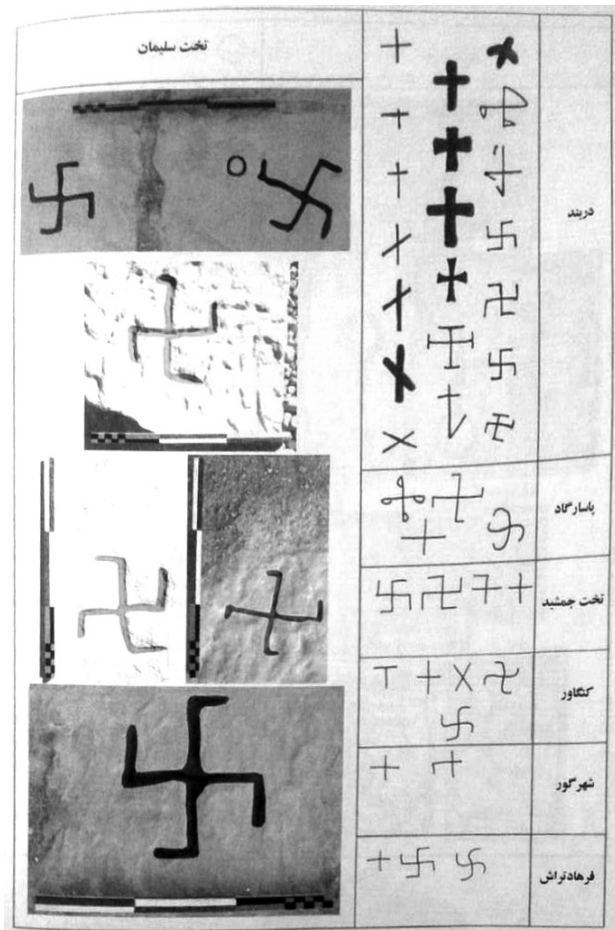 تخت سلیمان
دربند
پاسارگاد
تخت جمشید
کنگاور
شهرگور
فرهادتراش